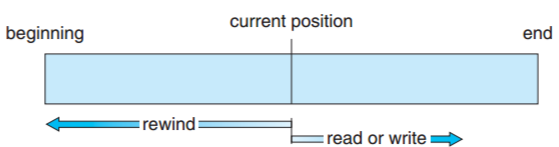 current position
beginning
end
rewind
read or write